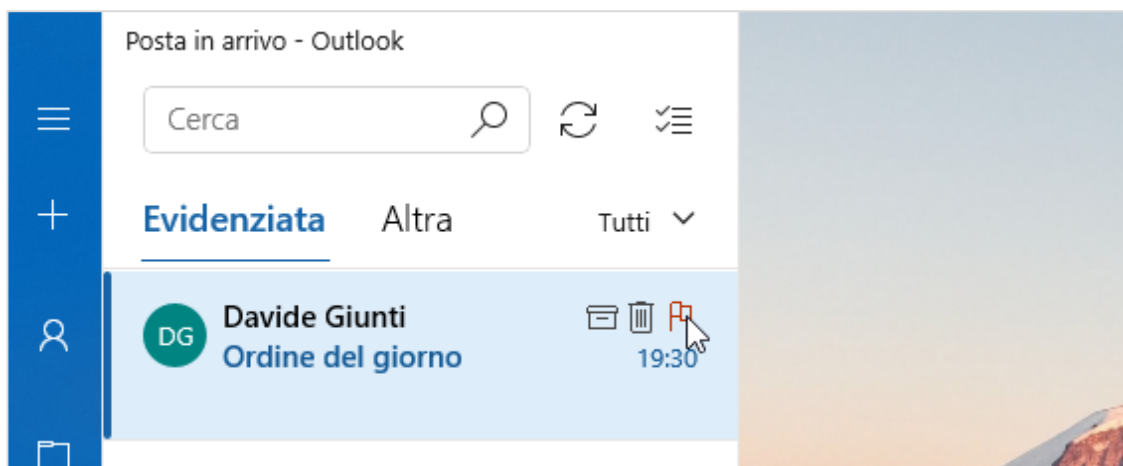 Posta in arrivo - Outlook
Cerca
Evidenziata Altra Tutti
DG Davide Giunti
Ordine del giorno 19:30